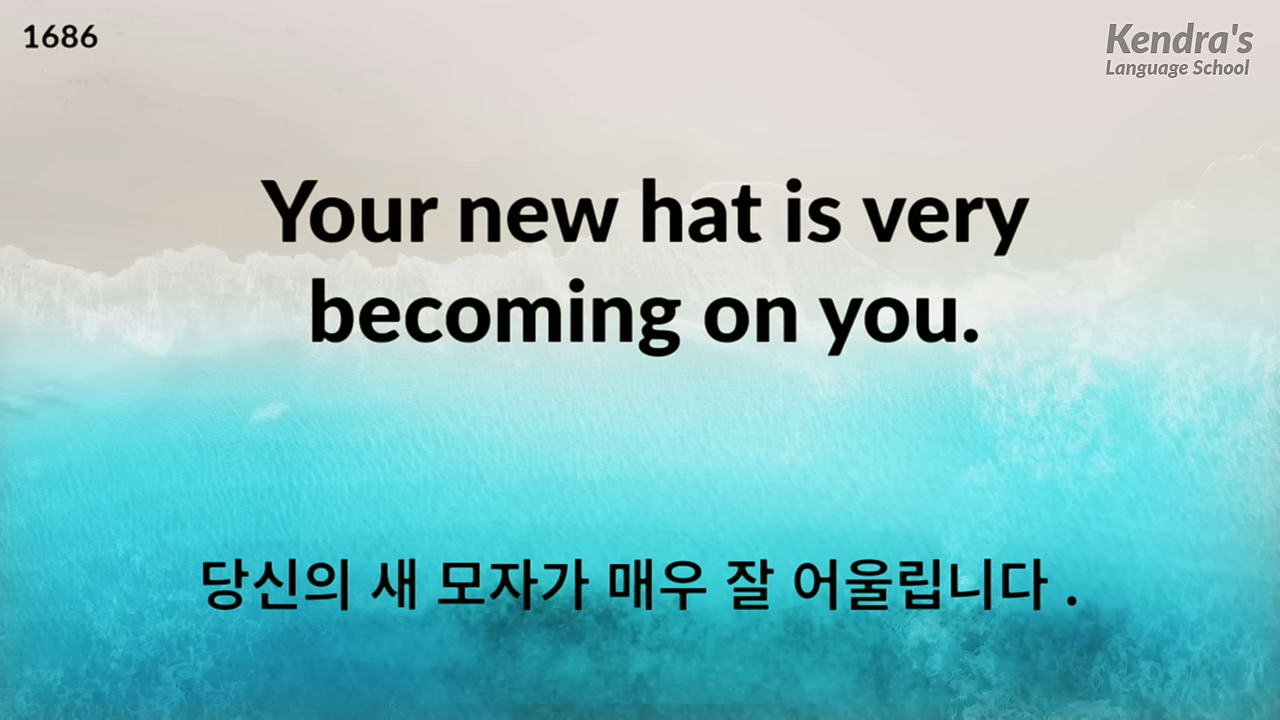 1686
Kendra's
Language School
Your new hat is very
becoming on you.
당신의 새 모자가 매우 잘 어울립니다 .